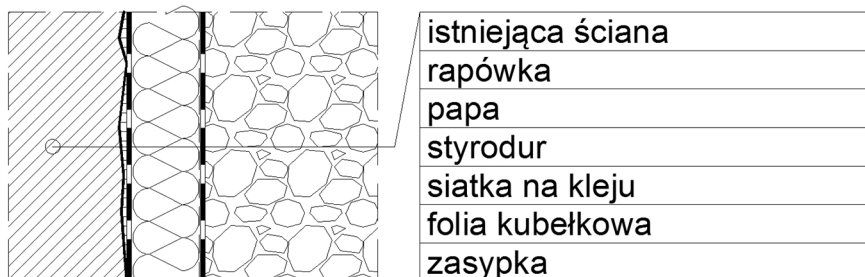 istniejąca ściana
rapówka
papa
styrodur
siatka na kleju
folia kubełkowa
zasypka